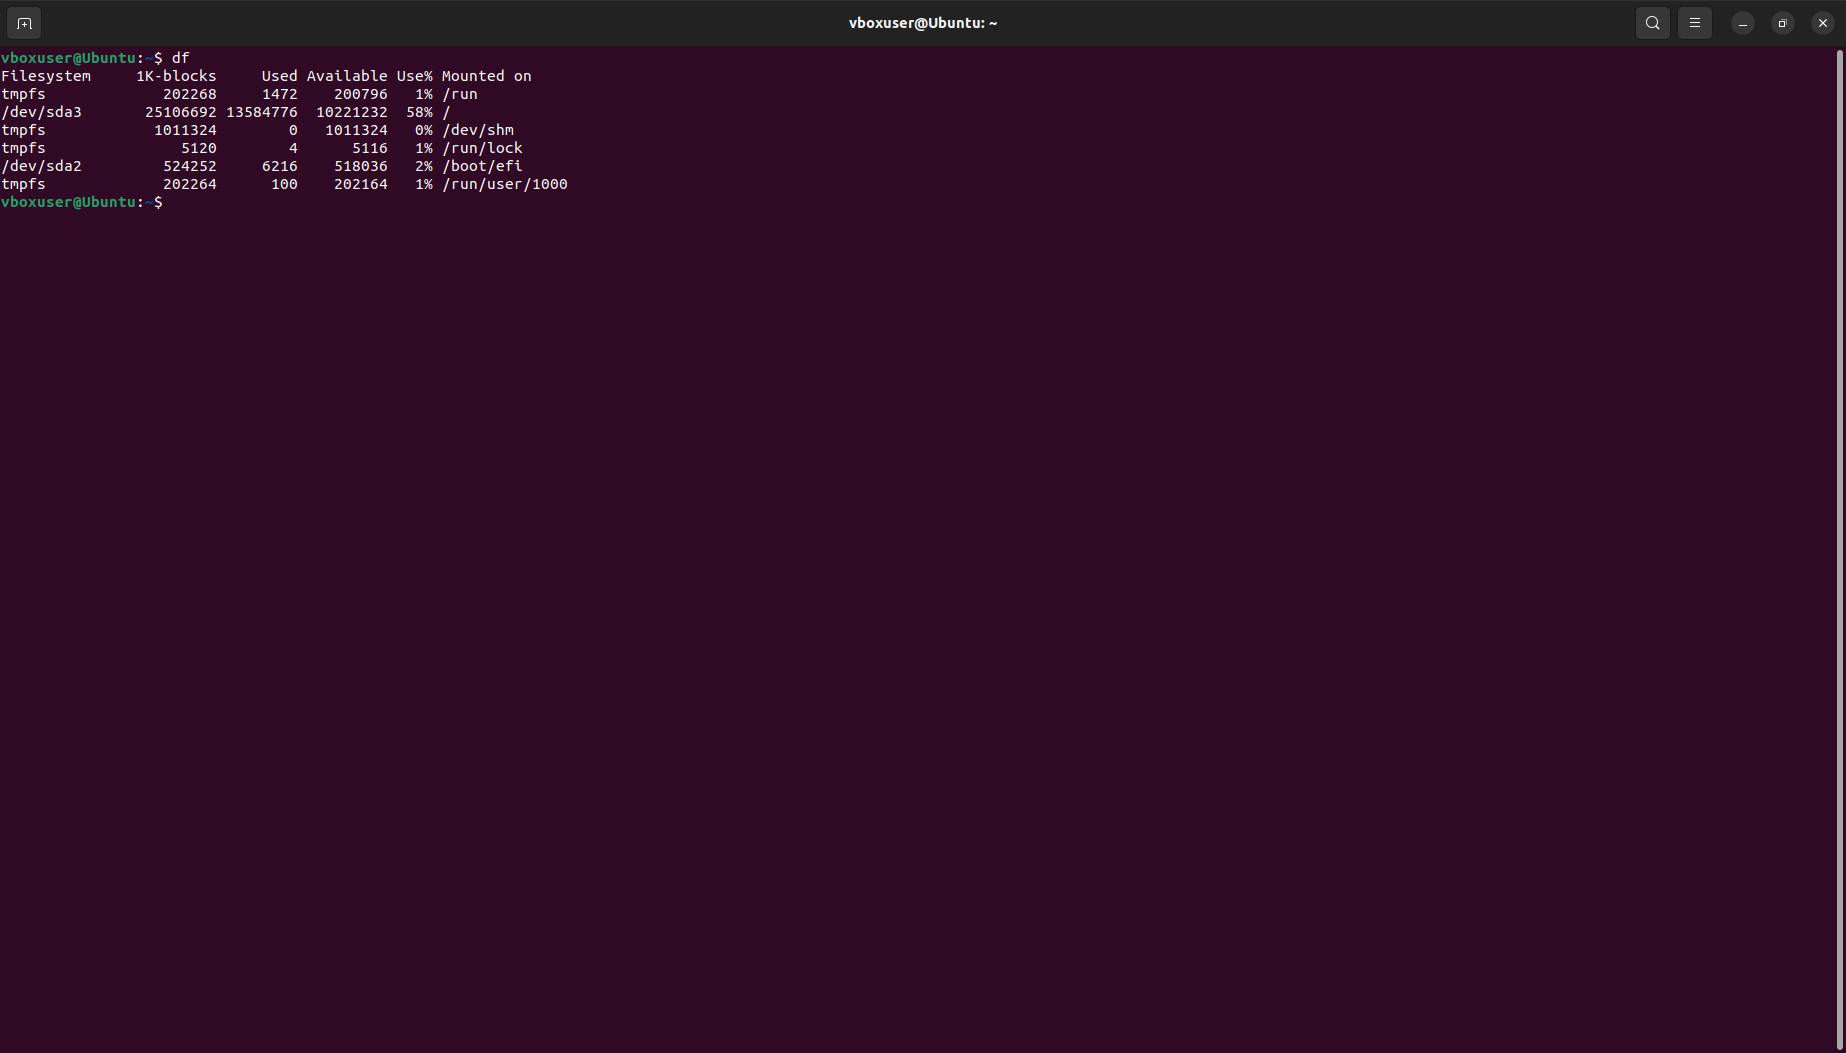 vboxuser@Ubuntu: ~
vboxuser@Ubuntu:~$ df
Filesystem     1K-blocks     Used Available Use% Mounted on
tmpfs             202268     1472    200796   1% /run
/dev/sda3       25106692 13584776  10221232  58% /
tmpfs            1011324        0   1011324   0% /dev/shm
tmpfs               5120        4      5116   1% /run/lock
/dev/sda2         524252     6216    518036   2% /boot/efi
tmpfs             202264      100    202164   1% /run/user/1000
vboxuser@Ubuntu:~$